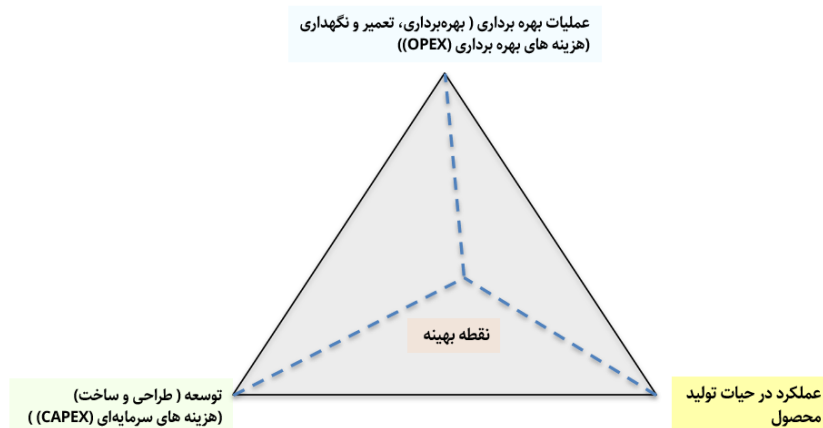 عملیات بهره برداری ( بهره‌برداری، تعمیر و نگهداری
(هزینه های بهره برداری (OPEX))
نقطه بهینه
عملکرد در حیات تولید
محصول
توسعه ( طراحی و ساخت)
(هزینه های سرمایه‌ای (CAPEX) )